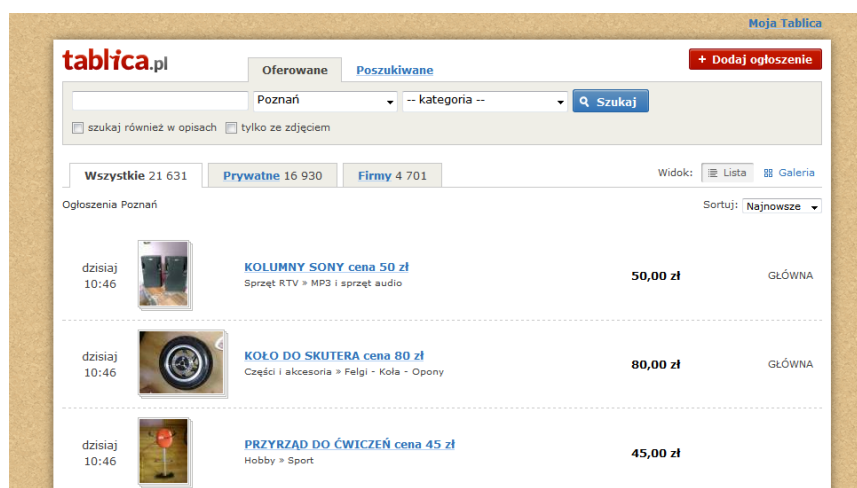 Moja Tablica
tablica.pl
Oferowane Poszukiwane
+ Dodaj ogłoszenie
Poznań -- kategoria -- Szukaj
szukaj również w opisach tylko ze zdjęciem
Wszystkie 21 631 Prywatne 16 930 Firmy 4 701 Widok: Lista Galeria
Ogłoszenia Poznań Sortuj: Najnowsze
dzisiaj
10:46
KOLUMNY SONY cena 50 zł
Sprzęt RTV » MP3 i sprzęt audio
50,00 zł
GŁÓWNA
dzisiaj
10:46
KOŁO DO SKUTERA cena 80 zł
Części i akcesoria » Felgi - Koła - Opony
80,00 zł
GŁÓWNA
dzisiaj
10:46
PRZYRZĄD DO ĆWICZEŃ cena 45 zł
Hobby » Sport
45,00 zł